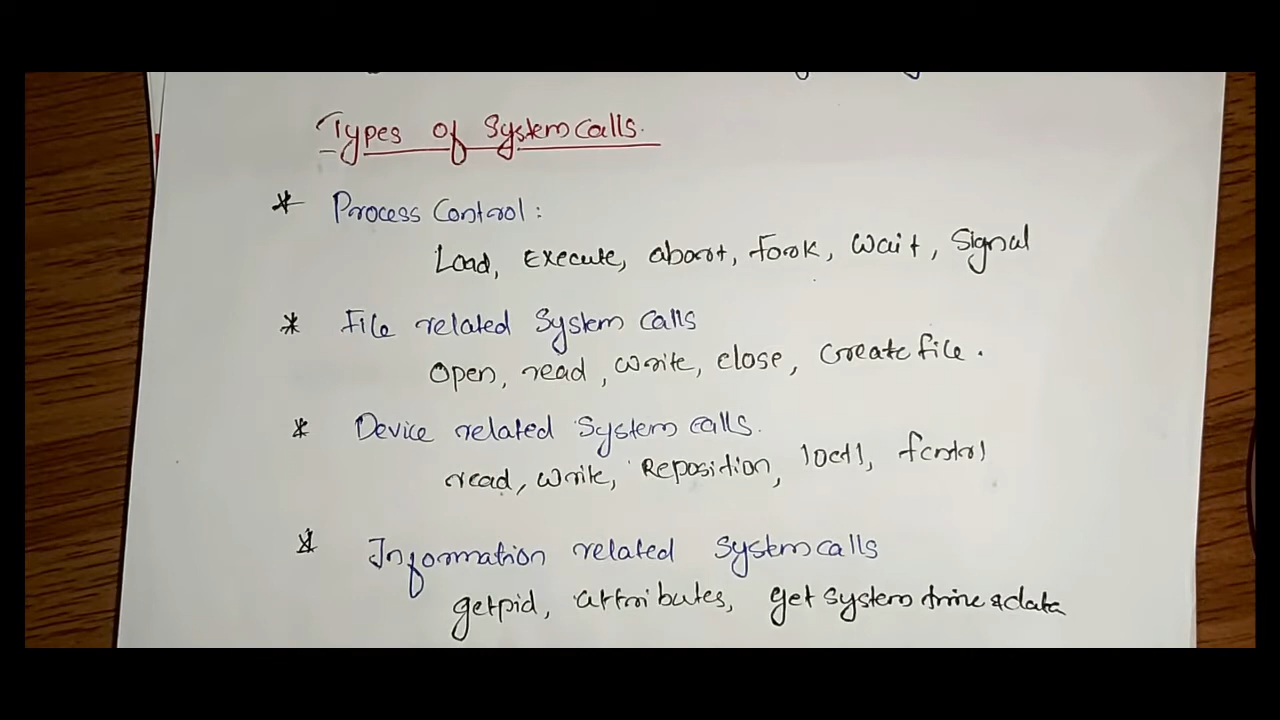 Types of System Calls.
* Process Control:
Load, Execute, abort, fork, wait, Signal
* File related System Calls
Open, read, write, close, Create file.
* Device related System Calls.
read, write, Reposition, ioctl, fcntrl
* Information related System calls
getpid, attributes, get system time & data